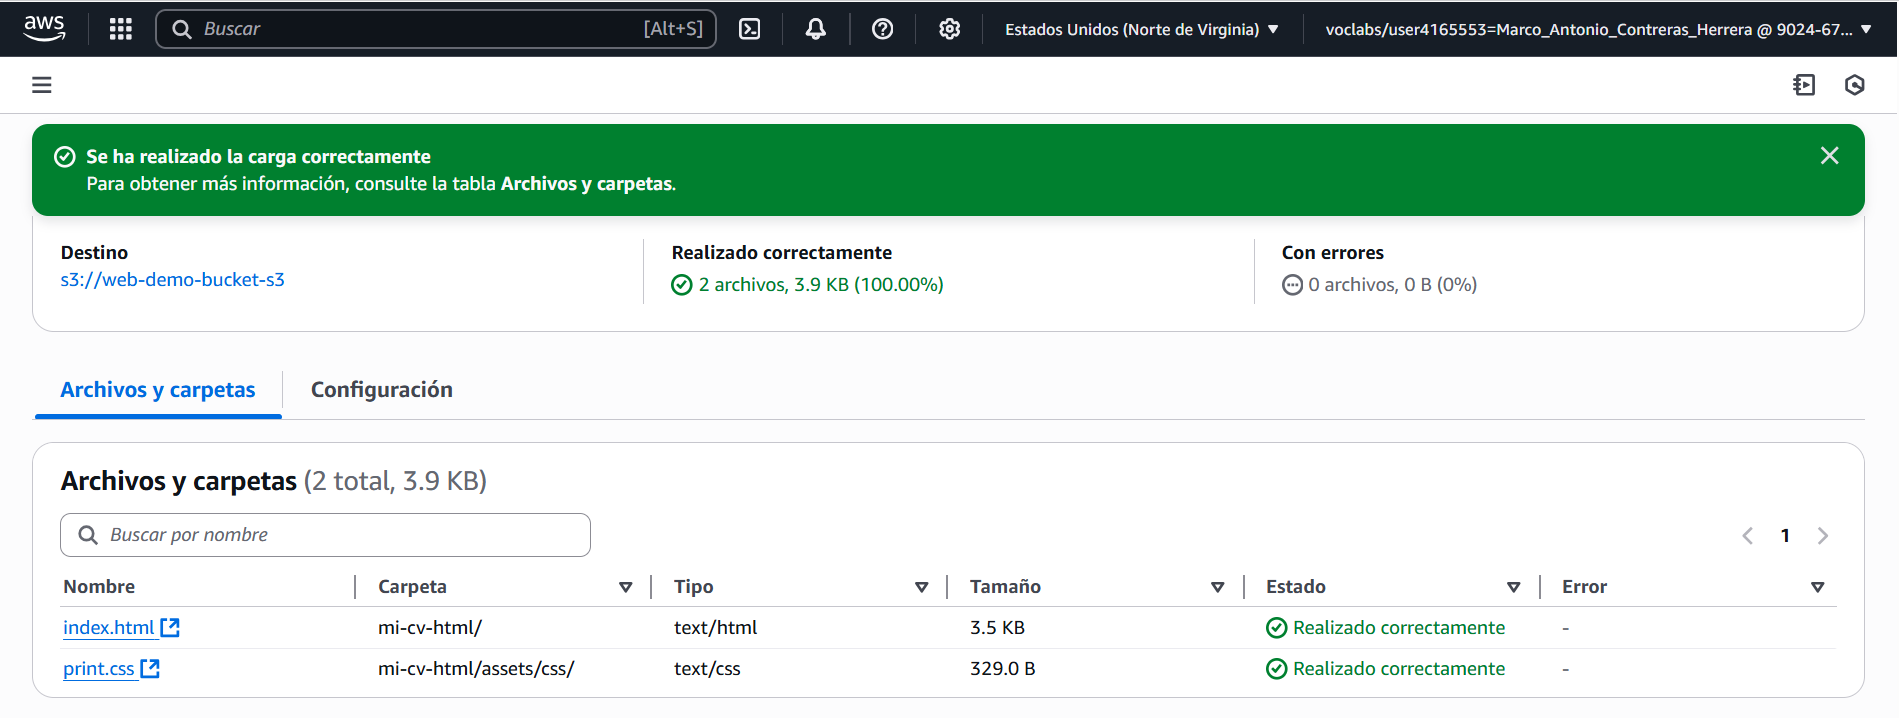 aws
Buscar [Alt+S] Estados Unidos (Norte de Virginia) voclabs/user4165553=Marco_Antonio_Contreras_Herrera @ 9024-67...
Se ha realizado la carga correctamente
Para obtener más información, consulte la tabla Archivos y carpetas.
Destino Realizado correctamente Con errores
s3://web-demo-bucket-s3 2 archivos, 3.9 KB (100.00%) 0 archivos, 0 B (0%)
Archivos y carpetas Configuración
Archivos y carpetas (2 total, 3.9 KB)
Buscar por nombre 1
Nombre Carpeta Tipo Tamaño Estado Error
index.html mi-cv-html/ text/html 3.5 KB Realizado correctamente -
print.css mi-cv-html/assets/css/ text/css 329.0 B Realizado correctamente -